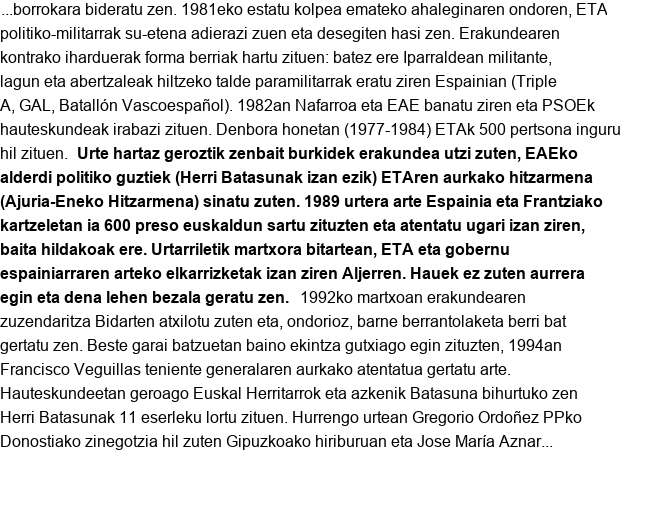 ...borrokara bideratu zen. 1981eko estatu kolpea emateko ahaleginaren ondoren, ETA
politiko-militarrak su-etena adierazi zuen eta desegiten hasi zen. Erakundearen
kontrako iharduerak forma berriak hartu zituen: batez ere Iparraldean militante,
lagun eta abertzaleak hiltzeko talde paramilitarrak eratu ziren Espainian (Triple
A, GAL, Batallón Vascoespañol). 1982an Nafarroa eta EAE banatu ziren eta PSOEk
hauteskundeak irabazi zituen. Denbora honetan (1977-1984) ETAk 500 pertsona inguru
hil zituen.  Urte hartaz geroztik zenbait burkidek erakundea utzi zuten, EAEko
alderdi politiko guztiek (Herri Batasunak izan ezik) ETAren aurkako hitzarmena
(Ajuria-Eneko Hitzarmena) sinatu zuten. 1989 urtera arte Espainia eta Frantziako
kartzeletan ia 600 preso euskaldun sartu zituzten eta atentatu ugari izan ziren,
baita hildakoak ere. Urtarriletik martxora bitartean, ETA eta gobernu
espainiarraren arteko elkarrizketak izan ziren Aljerren. Hauek ez zuten aurrera
egin eta dena lehen bezala geratu zen.  1992ko martxoan erakundearen
zuzendaritza Bidarten atxilotu zuten eta, ondorioz, barne berrantolaketa berri bat
gertatu zen. Beste garai batzuetan baino ekintza gutxiago egin zituzten, 1994an
Francisco Veguillas teniente generalaren aurkako atentatua gertatu arte.
Hauteskundeetan geroago Euskal Herritarrok eta azkenik Batasuna bihurtuko zen
Herri Batasunak 11 eserleku lortu zituen. Hurrengo urtean Gregorio Ordoñez PPko
Donostiako zinegotzia hil zuten Gipuzkoako hiriburuan eta Jose María Aznar...